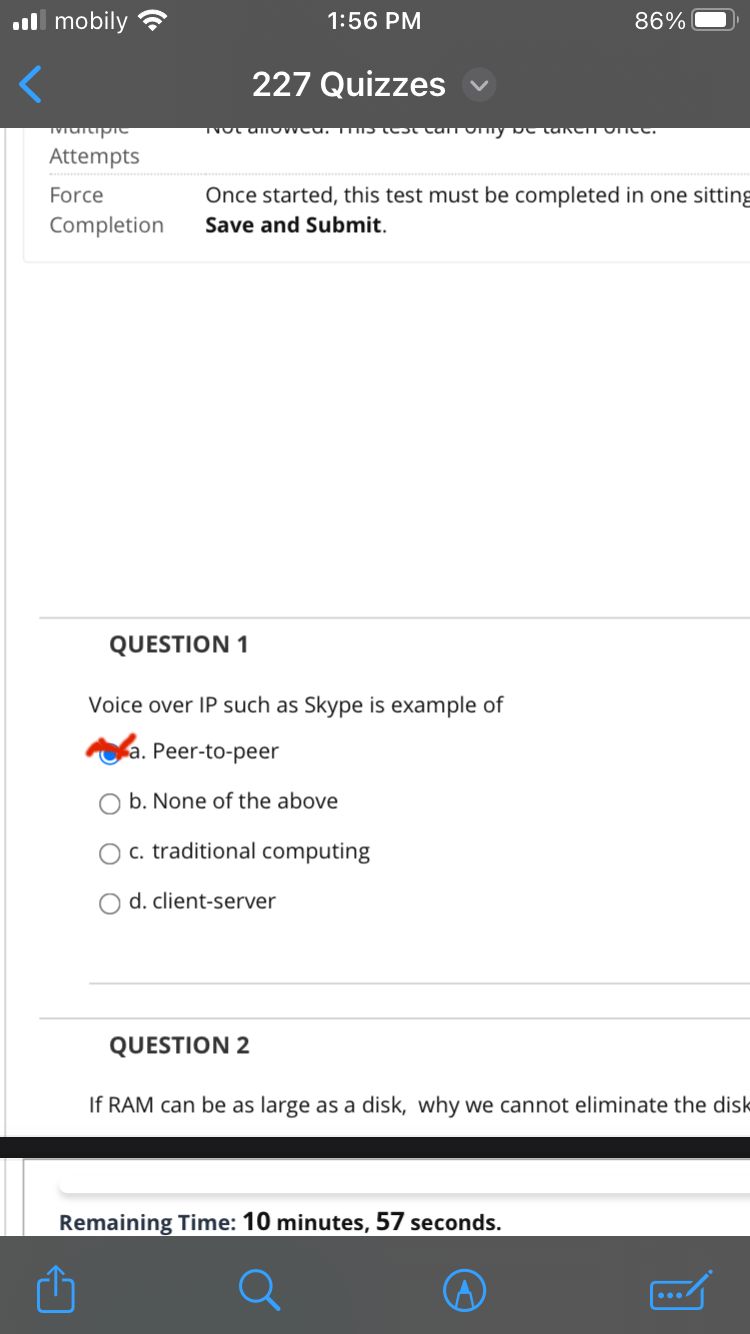 mobily
1:56 PM
86%
227 Quizzes
Multiple
Not allowed. This test can only be taken once.
Attempts
Force
Once started, this test must be completed in one sitting
Completion
Save and Submit.
QUESTION 1
Voice over IP such as Skype is example of
a. Peer-to-peer
b. None of the above
c. traditional computing
d. client-server
QUESTION 2
If RAM can be as large as a disk, why we cannot eliminate the disk
Remaining Time: 10 minutes, 57 seconds.